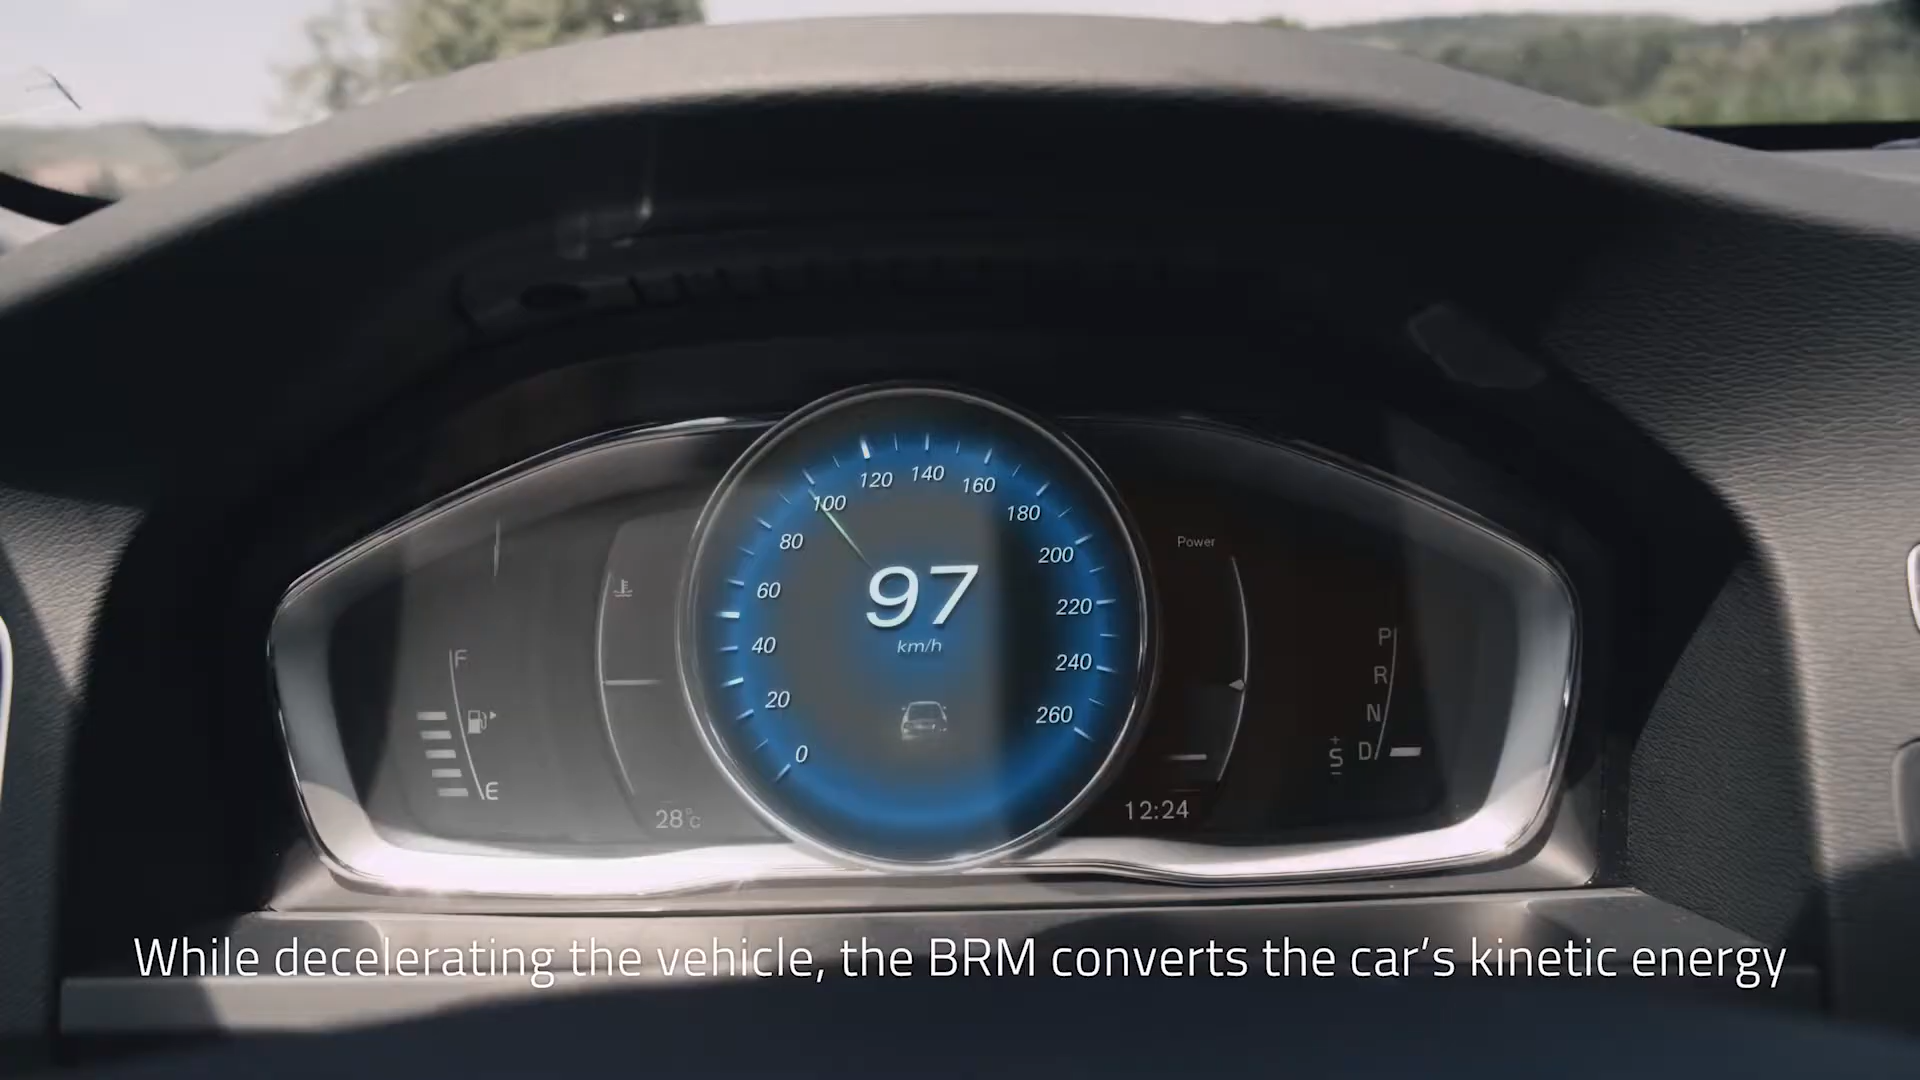 120 140 160
100 180
80 200
60 220
40 240
20 260
0
97
km/h
Power
F
E
28°C
12:24
P
R
N
D
+
S
−
While decelerating the vehicle, the BRM converts the car's kinetic energy